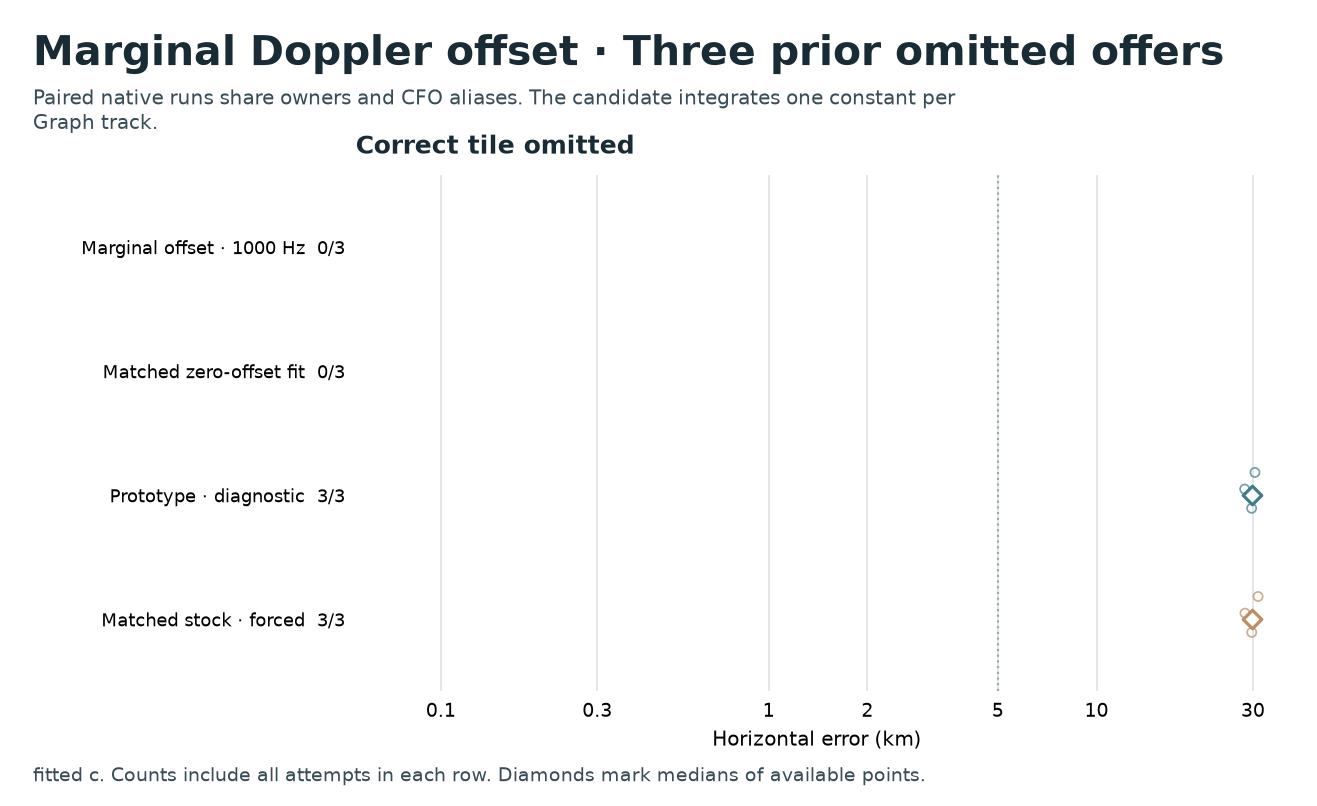 Marginal Doppler offset · Three prior omitted offers
Paired native runs share owners and CFO aliases. The candidate integrates one constant per
Graph track.
Correct tile omitted
Marginal offset · 1000 Hz 0/3
Matched zero-offset fit 0/3
Prototype · diagnostic 3/3
Matched stock · forced 3/3
0.1 0.3 1 2 5 10 30
Horizontal error (km)
fitted c. Counts include all attempts in each row. Diamonds mark medians of available points.